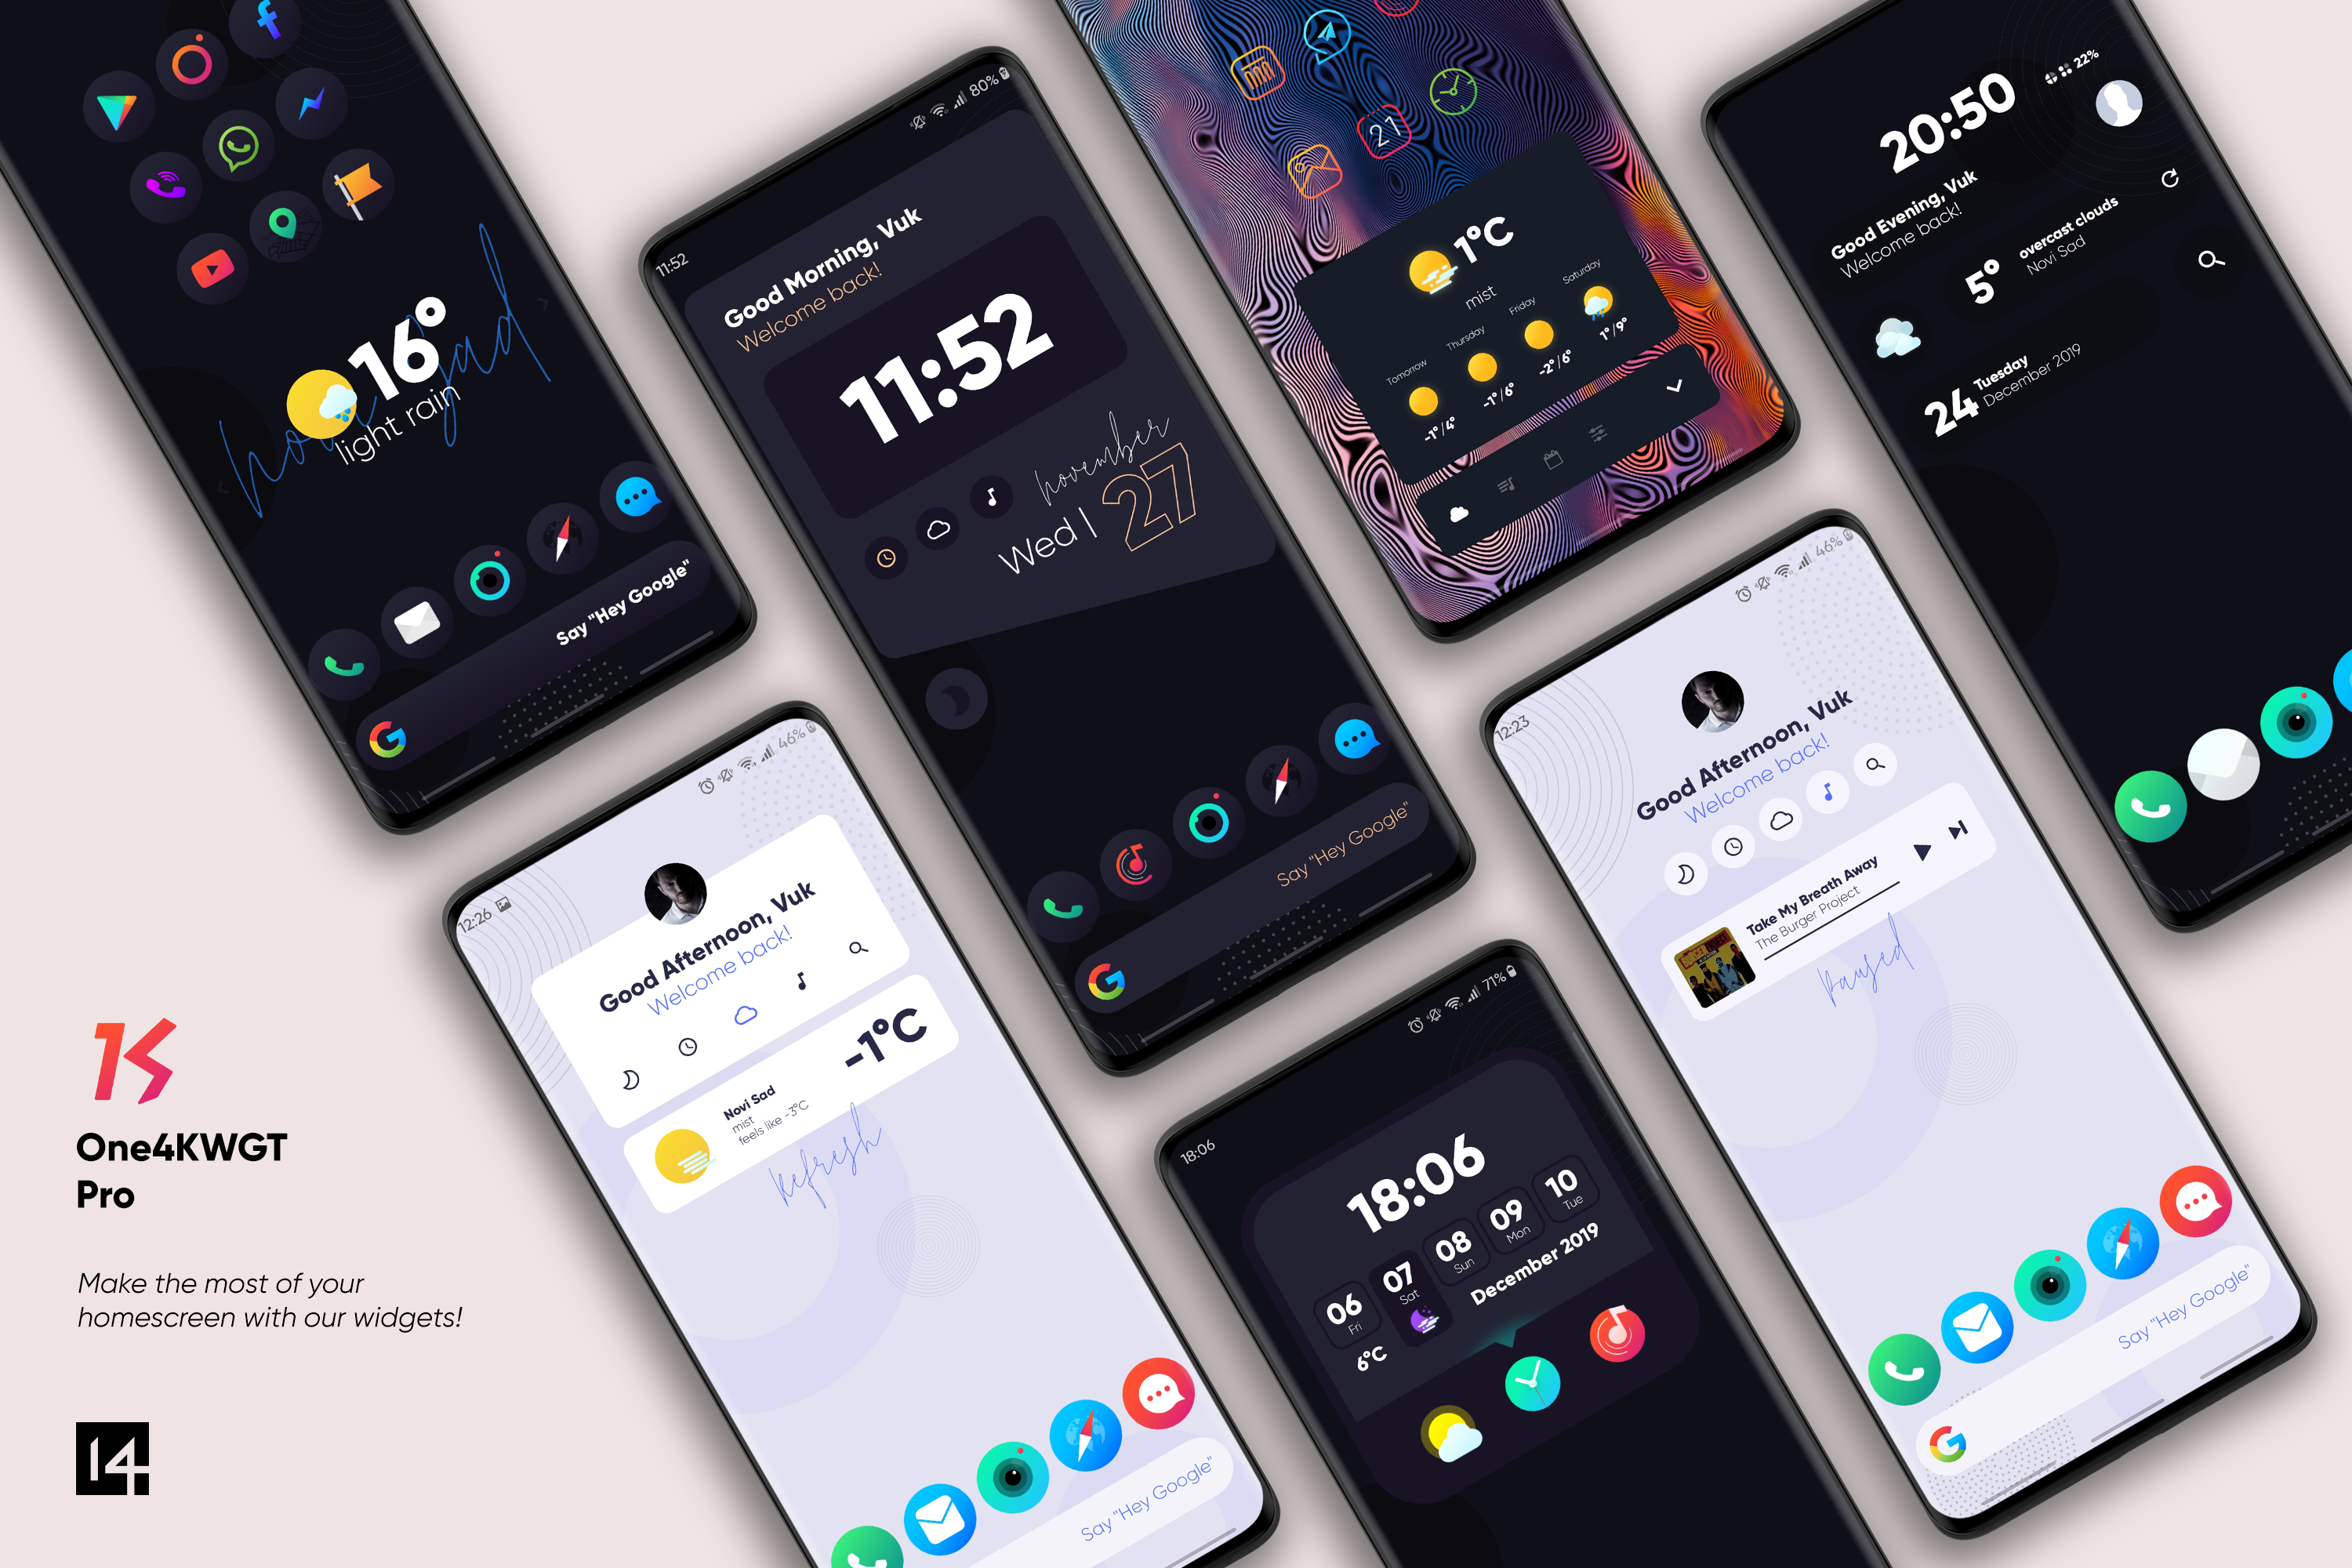 16°
light rain
novi sad
Say "Hey Google"
11:52
80%
Good Morning, Vuk
Welcome back!
11:52
november
Wed | 27
Say "Hey Google"
21
1°C
mist
Tomorrow
-1°/4°
Thursday
-1°/6°
Friday
-2°/6°
Saturday
1°/9°
20:50
22%
Good Evening, Vuk
Welcome back!
5°
overcast clouds
Novi Sad
24
Tuesday
December 2019
12:26
46%
Good Afternoon, Vuk
Welcome back!
Novi Sad
mist
feels like -3°C
-1°C
Refresh
Say "Hey Google"
18:06
71%
18:06
06
Fri
07
Sat
08
Sun
09
Mon
10
Tue
6°C
December 2019
12:23
46%
Good Afternoon, Vuk
Welcome back!
Take My Breath Away
The Burger Project
Paused
Say "Hey Google"
1K
One4KWGT
Pro
Make the most of your
homescreen with our widgets!
14